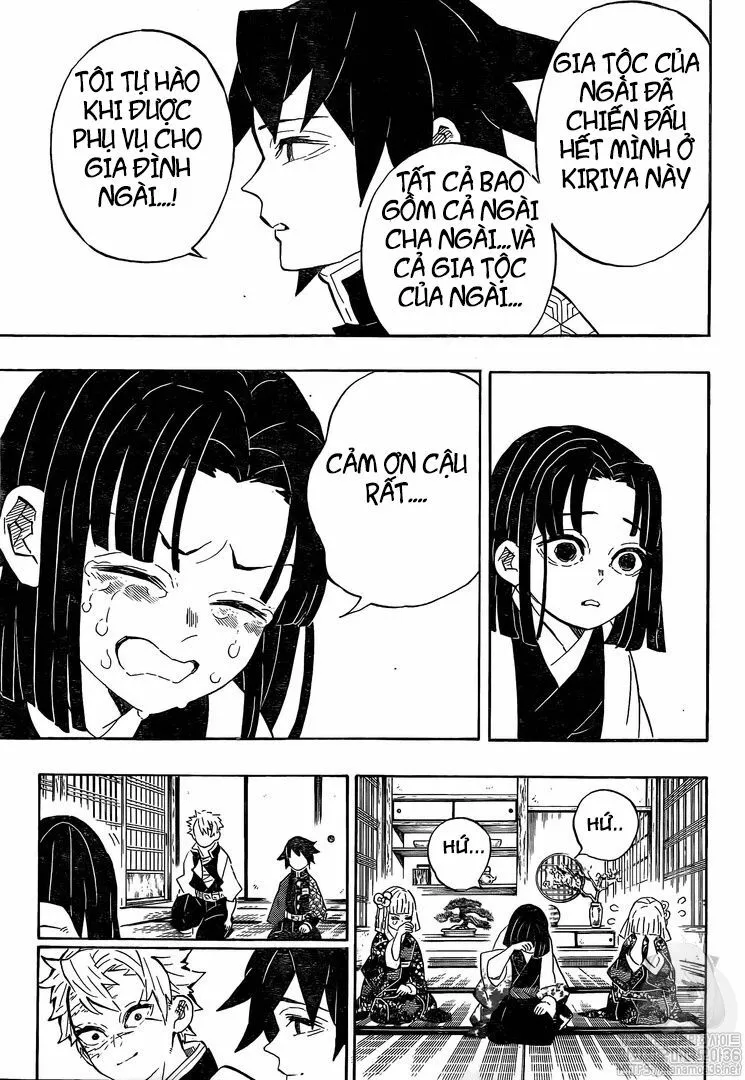 GIA TỘC CỦA
NGÀI ĐÃ
CHIẾN ĐẤU
HẾT MÌNH Ở
KIRIYA NÀY
TẤT CẢ BAO
GỒM CẢ NGÀI
CHA NGÀI...VÀ
CẢ GIA TỘC
CỦA NGÀI...
TÔI TỰ HÀO
KHI ĐƯỢC
PHỤ VỤ CHO
GIA ĐÌNH
NGÀI...!
CẢM ƠN CẬU
RẤT....
HỨ..
HỨ...